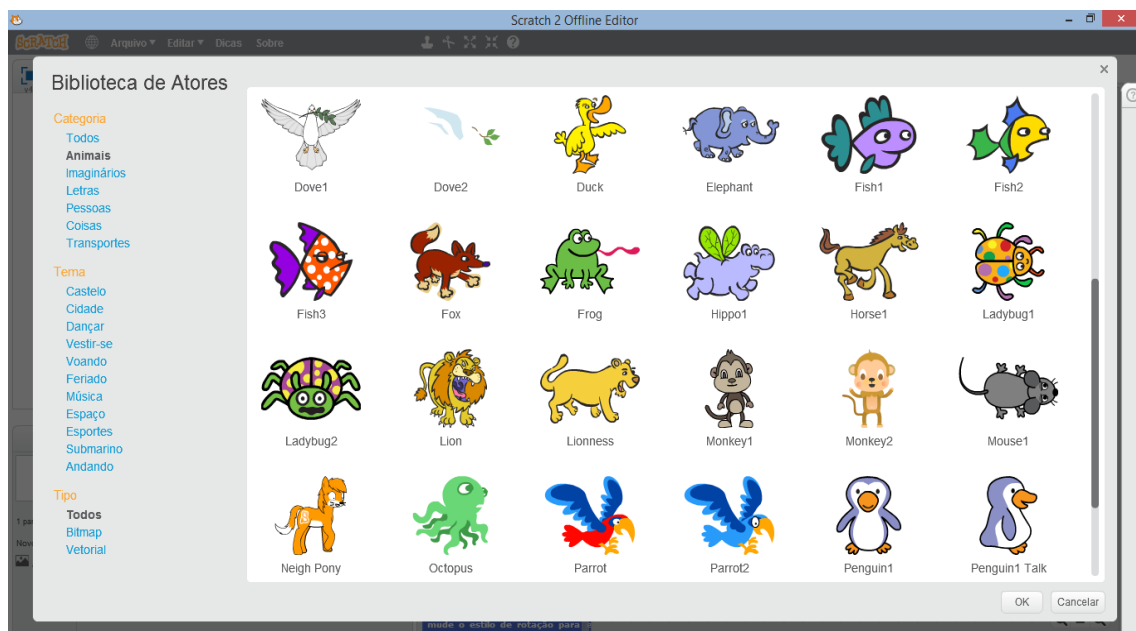 Scratch 2 Offline Editor
SCRATCH Arquivo Editar Dicas Sobre
Biblioteca de Atores
Categoria
Todos
Animais
Imaginários
Letras
Pessoas
Coisas
Transportes
Tema
Castelo
Cidade
Dançar
Vestir-se
Voando
Feriado
Música
Espaço
Esportes
Submarino
Andando
Tipo
Todos
Bitmap
Vetorial
Dove1 Dove2 Duck Elephant Fish1 Fish2
Fish3 Fox Frog Hippo1 Horse1 Ladybug1
Ladybug2 Lion Lionness Monkey1 Monkey2 Mouse1
Neigh Pony Octopus Parrot Parrot2 Penguin1 Penguin1 Talk
OK Cancelar
mude o estilo de rotação para